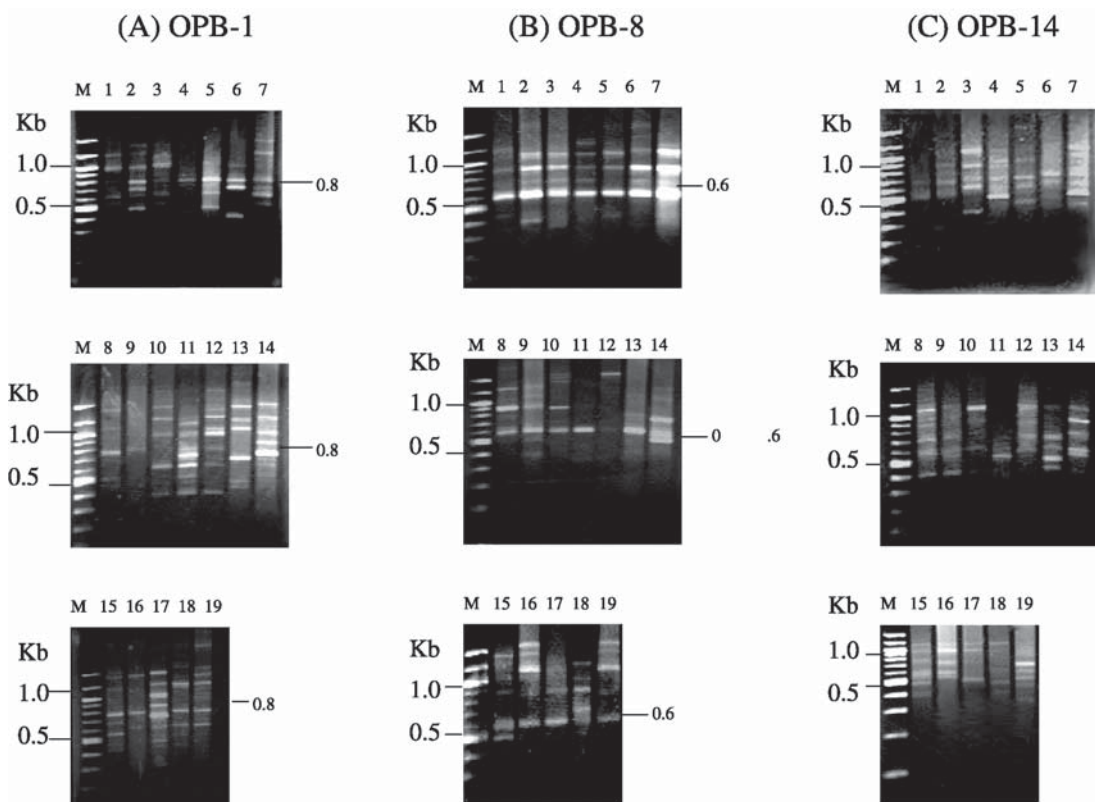 (A) OPB-1 (B) OPB-8 (C) OPB-14
M 1 2 3 4 5 6 7 M 1 2 3 4 5 6 7 M 1 2 3 4 5 6 7
Kb Kb Kb
1.0 1.0 1.0
0.8 0.6
0.5 0.5 0.5
M 8 9 10 11 12 13 14 M 8 9 10 11 12 13 14 M 8 9 10 11 12 13 14
Kb Kb Kb
1.0 1.0 1.0
0.8 0 .6
0.5 0.5 0.5
M 15 16 17 18 19 M 15 16 17 18 19 M 15 16 17 18 19
Kb Kb Kb
1.0 1.0 1.0
0.8 0.6
0.5 0.5 0.5